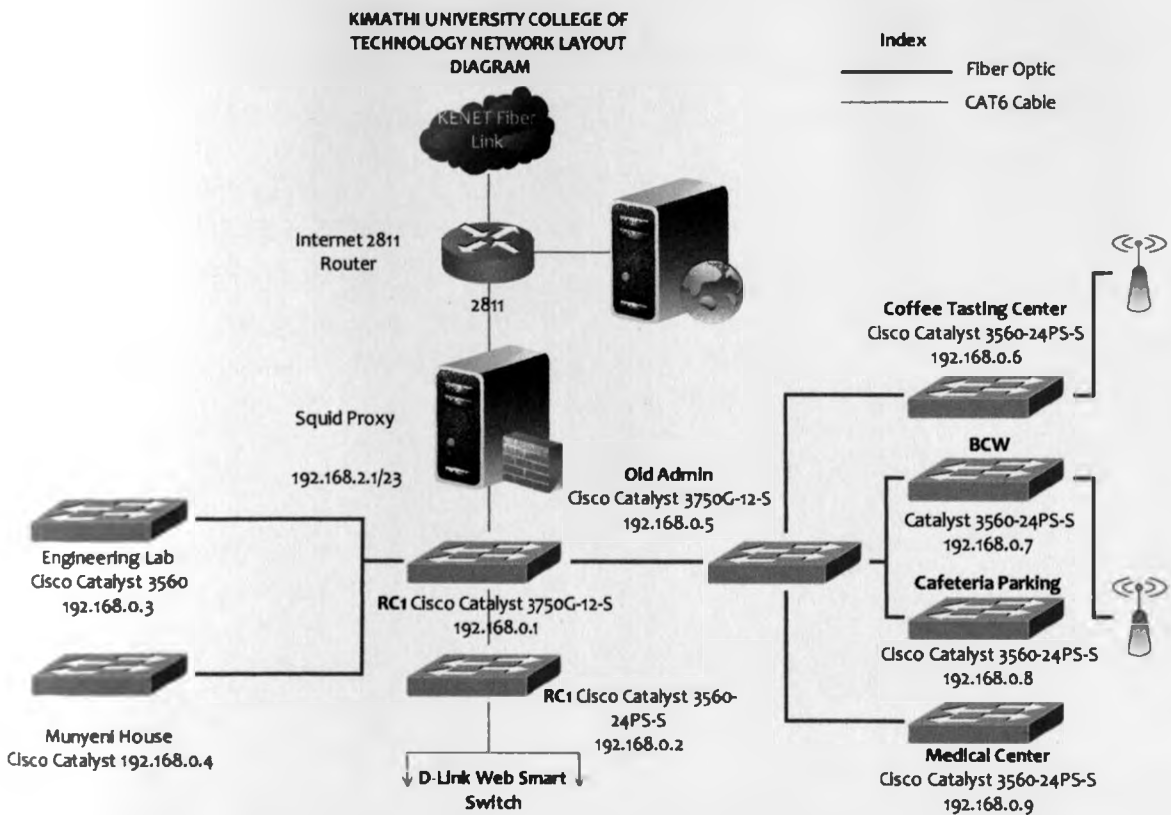 KIMATHI UNIVERSITY COLLEGE OF
TECHNOLOGY NETWORK LAYOUT
DIAGRAM
Index
Fiber Optic
CAT6 Cable
KENET Fiber
Link
Internet 2811
Router
2811
Coffee Tasting Center
Cisco Catalyst 3560-24PS-S
192.168.0.6
Squid Proxy
192.168.2.1/23
Old Admin
Cisco Catalyst 3750G-12-S
192.168.0.5
BCW
Catalyst 3560-24PS-S
192.168.0.7
Engineering Lab
Cisco Catalyst 3560
192.168.0.3
RC1 Cisco Catalyst 3750G-12-S
192.168.0.1
Cafeteria Parking
Cisco Catalyst 3560-24PS-S
192.168.0.8
Munyeni House
Cisco Catalyst 192.168.0.4
RC1 Cisco Catalyst 3560-
24PS-S
192.168.0.2
D-Link Web Smart
Switch
Medical Center
Cisco Catalyst 3560-24PS-S
192.168.0.9